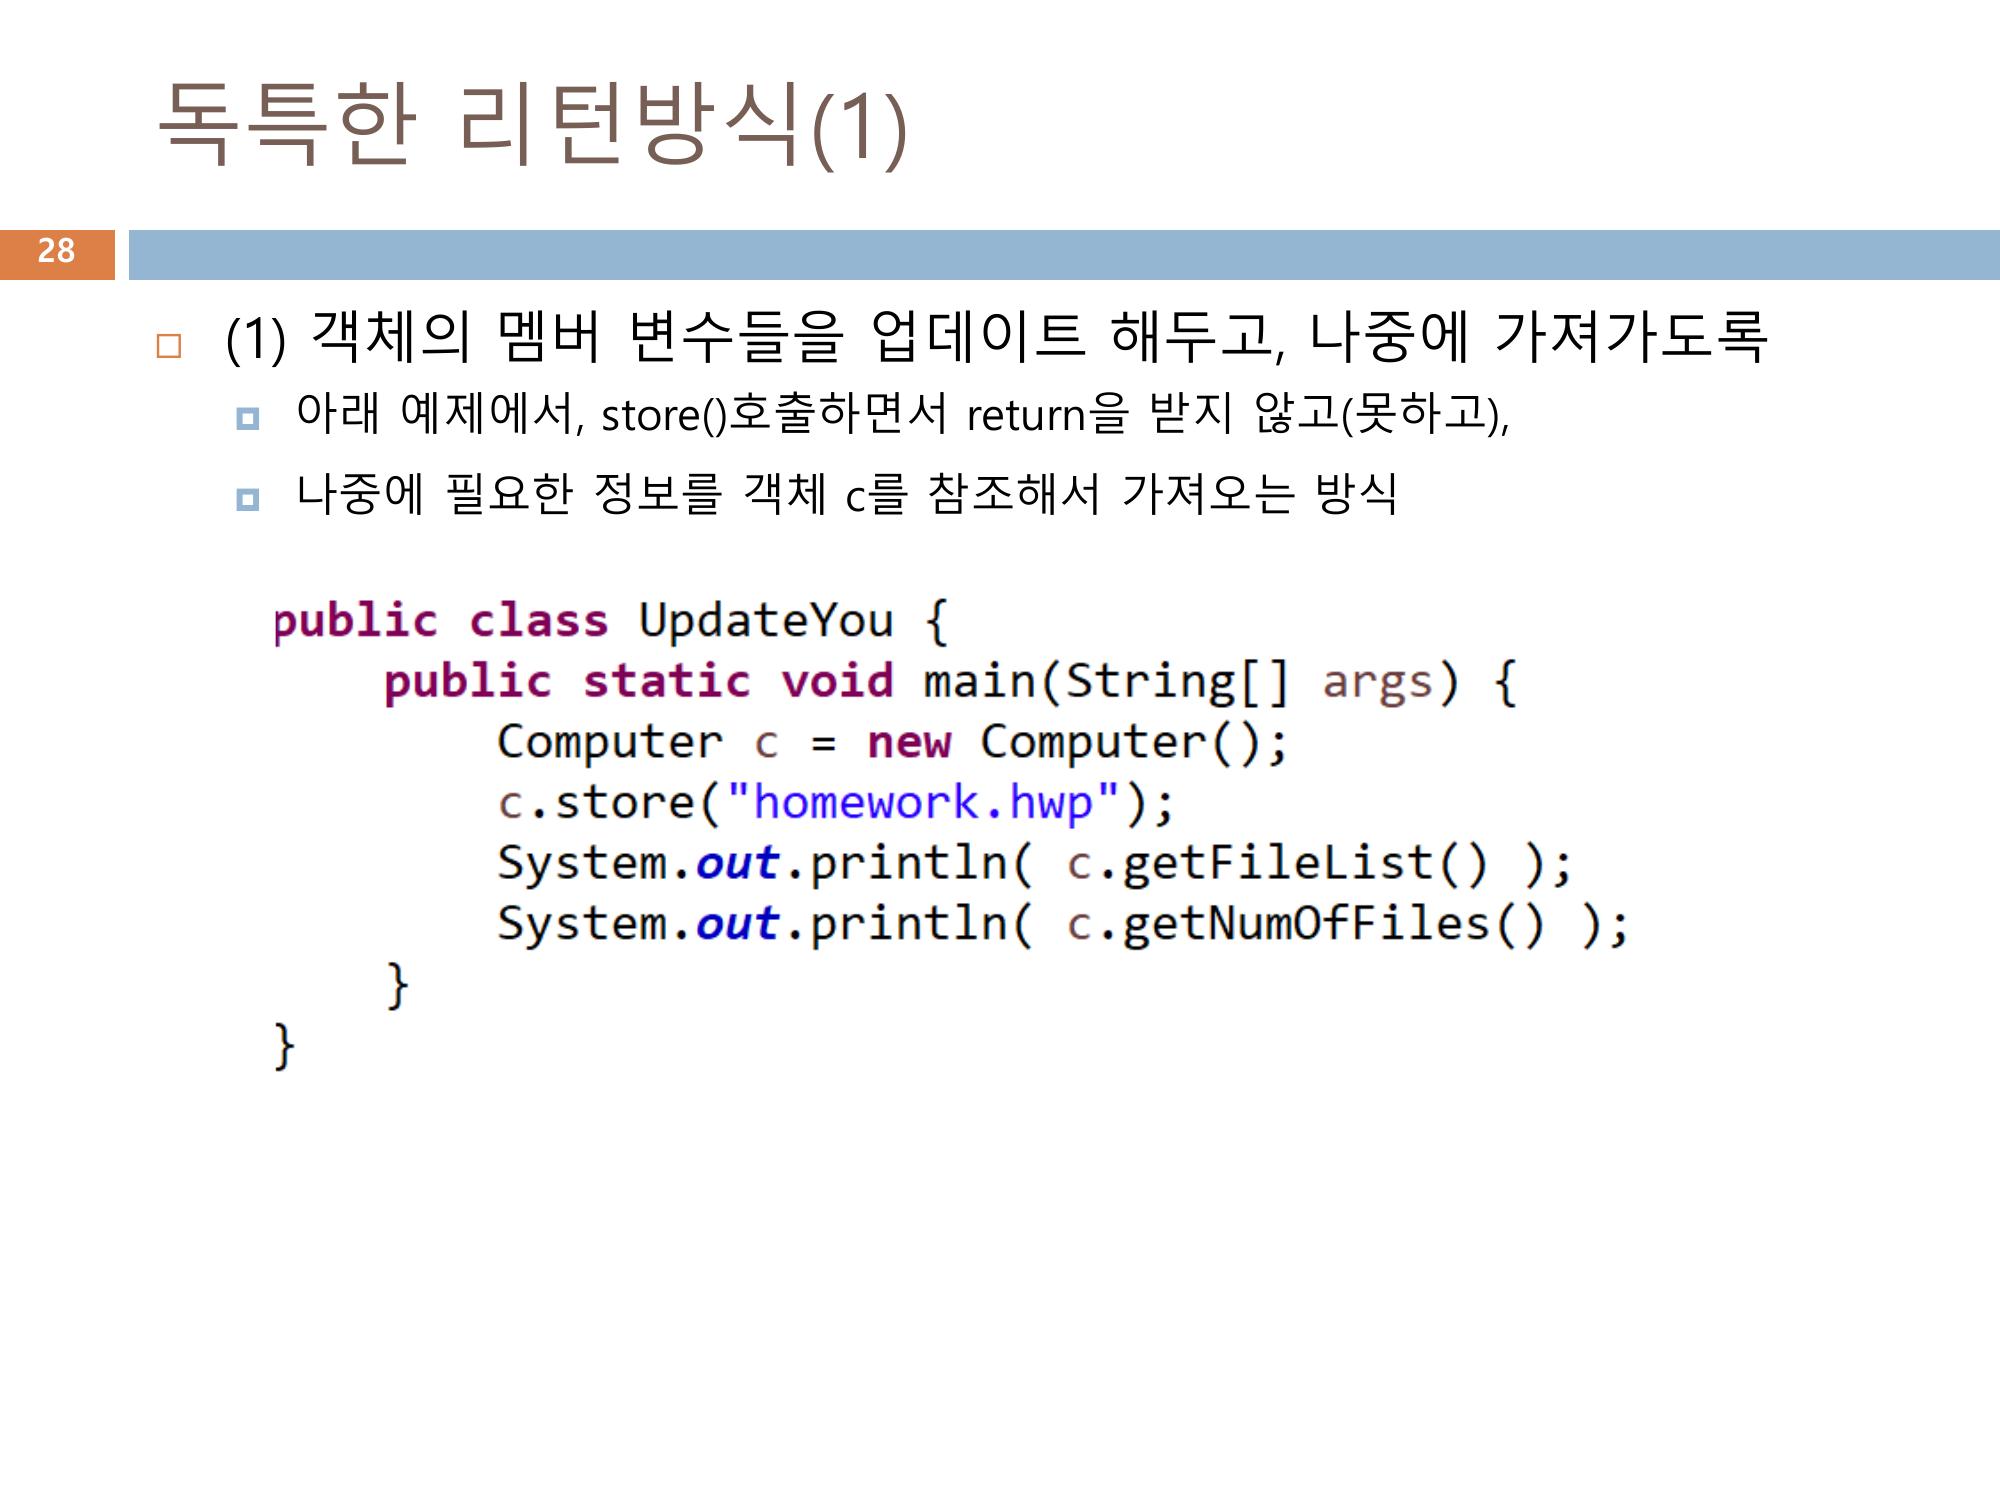 독특한 리턴방식(1)
28
(1) 객체의 멤버 변수들을 업데이트 해두고, 나중에 가져가도록
아래 예제에서, store()호출하면서 return을 받지 않고(못하고),
나중에 필요한 정보를 객체 c를 참조해서 가져오는 방식
public class UpdateYou {
    public static void main(String[] args) {
        Computer c = new Computer();
        c.store("homework.hwp");
        System.out.println( c.getFileList() );
        System.out.println( c.getNumOfFiles() );
    }
}